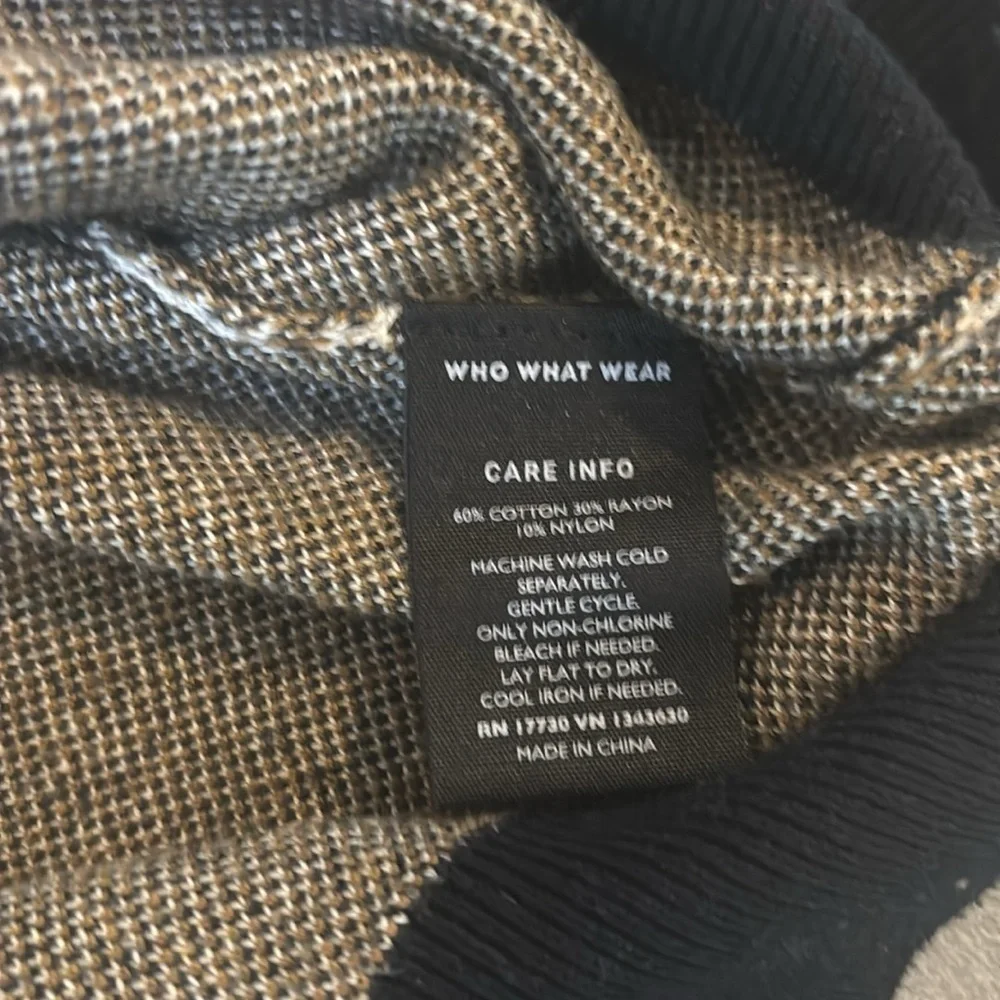 WHO WHAT WEAR
CARE INFO
60% COTTON 30% RAYON
10% NYLON
MACHINE WASH COLD
SEPARATELY.
GENTLE CYCLE.
ONLY NON-CHLORINE
BLEACH IF NEEDED.
LAY FLAT TO DRY.
COOL IRON IF NEEDED.
RN 17730 VN 1343630
MADE IN CHINA